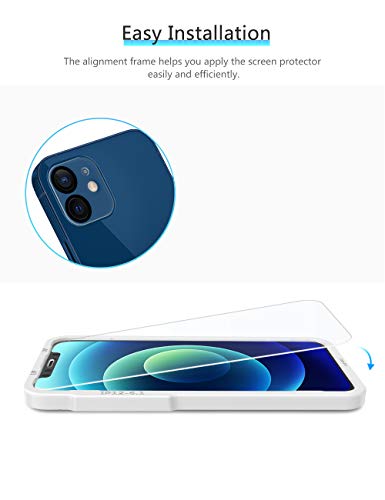 Easy Installation
The alignment frame helps you apply the screen protector
easily and efficiently.
IP12-6.1